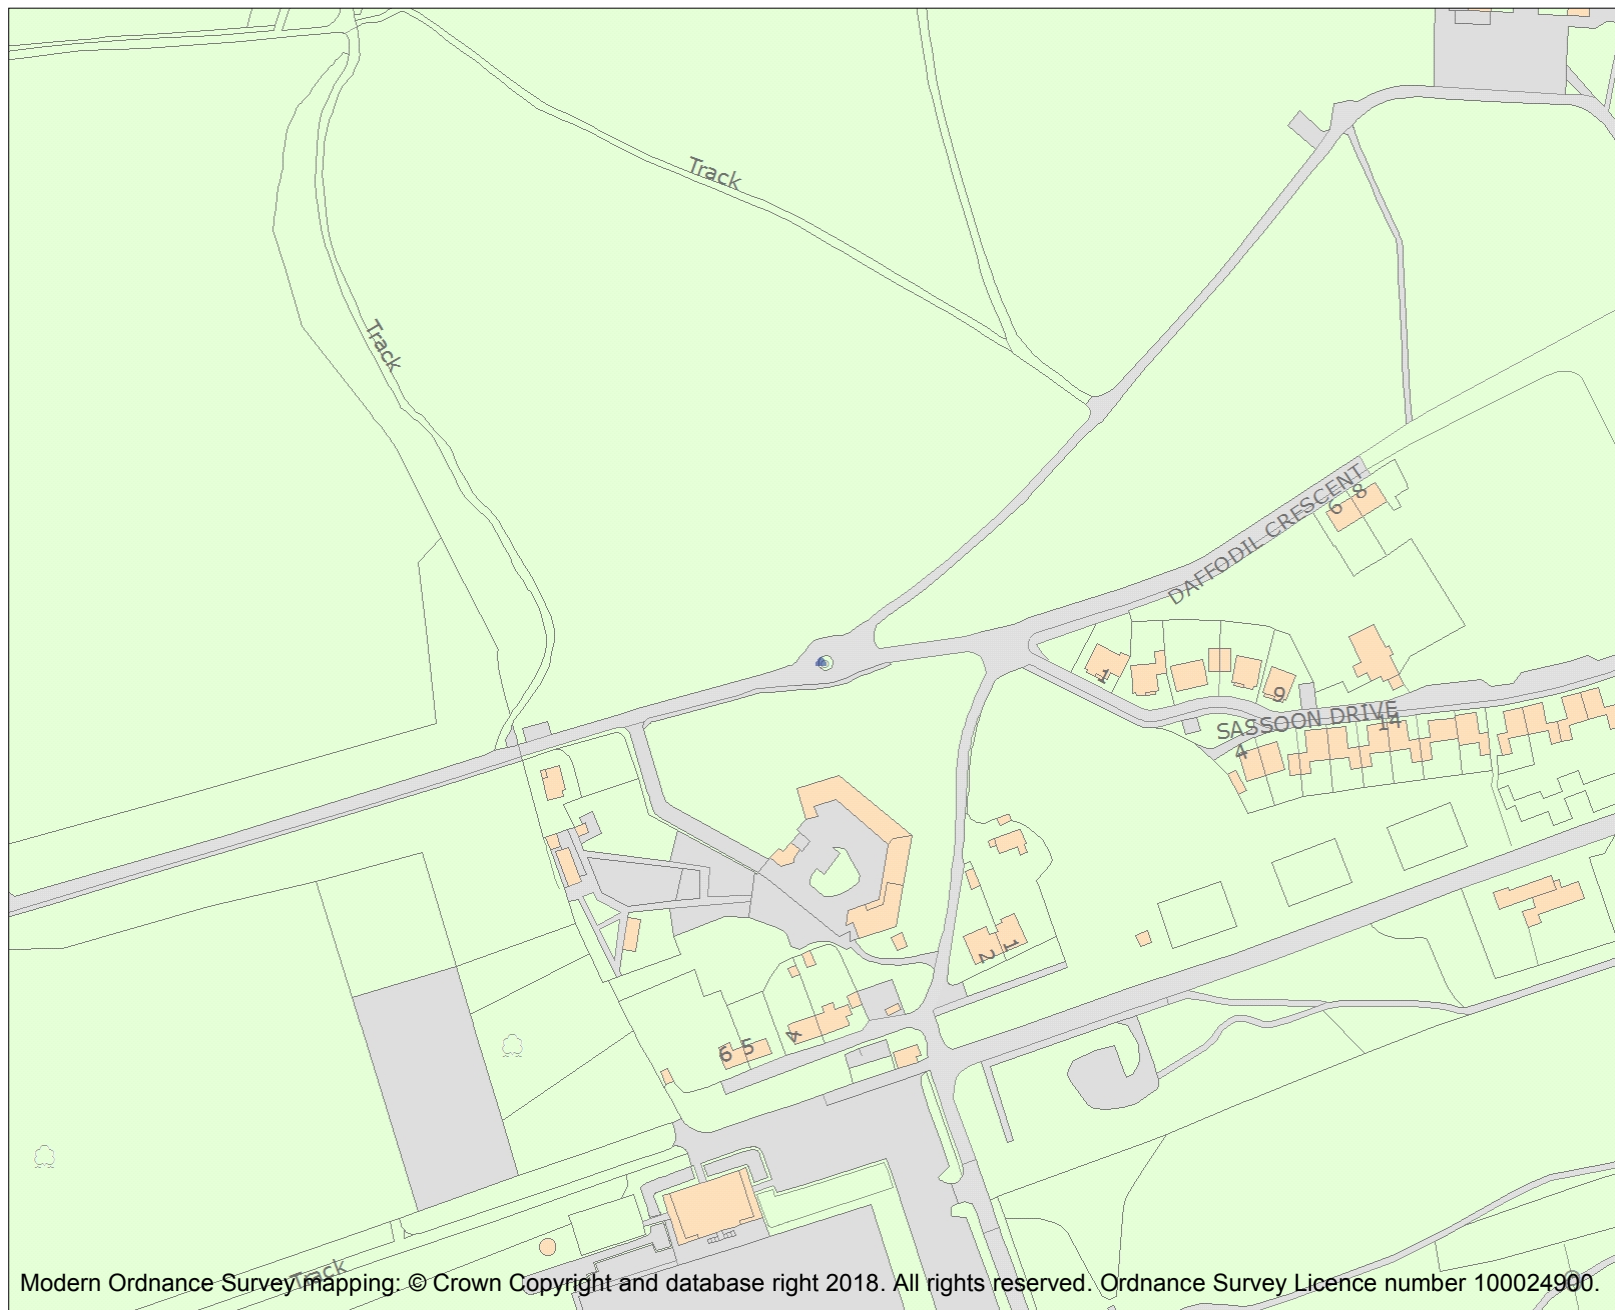 Track
Track
DAFFODIL CRESCENT
6 8
1
9
SASSOON DRIVE
14
4
1
2
4
6 5
Track
Modern Ordnance Survey mapping: © Crown Copyright and database right 2018. All rights reserved. Ordnance Survey Licence number 100024900.